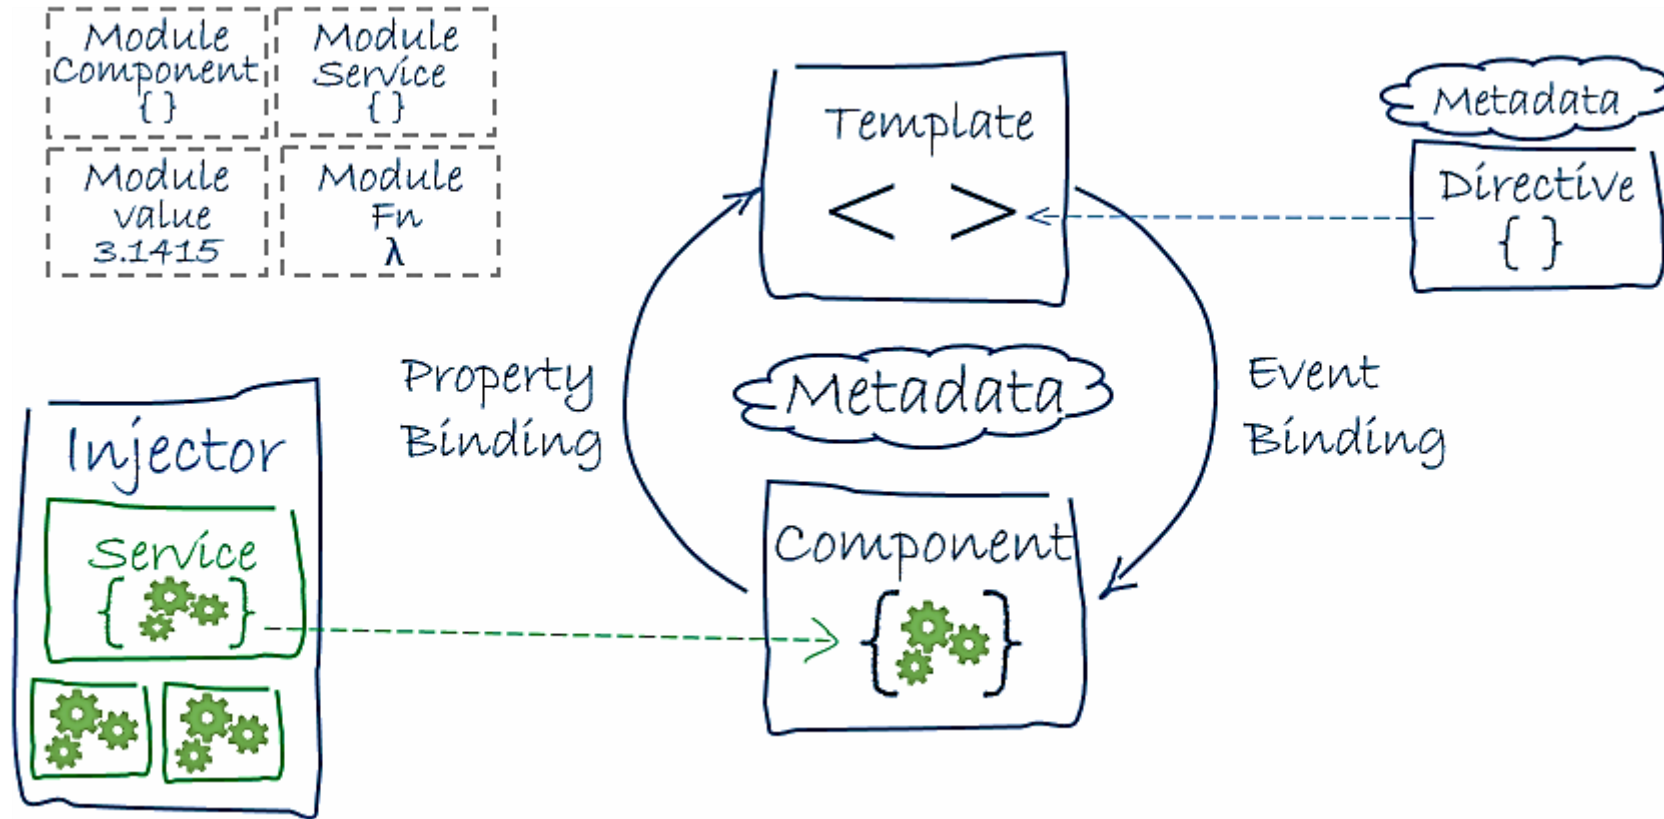 Module
Component
{ }
Module
Service
{ }
Module
value
3.1415
Module
Fn
λ
Template
< >
Metadata
Directive
{ }
Property
Binding
Metadata
Event
Binding
Injector
Service
{ }
Component
{ }